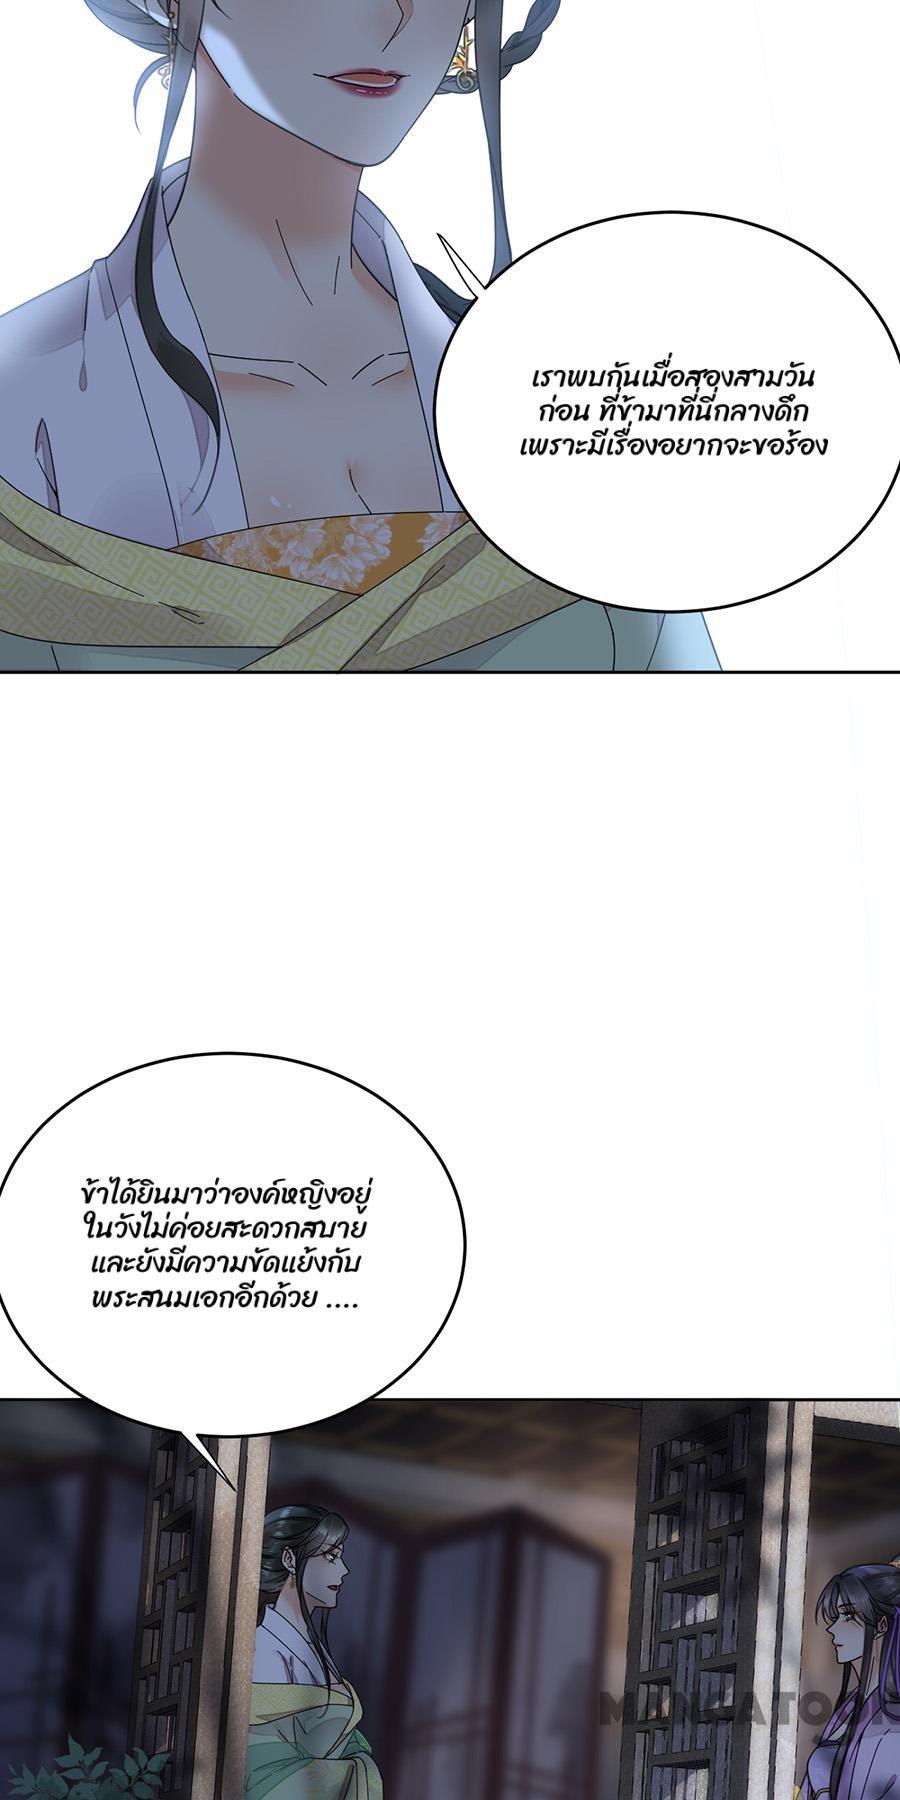 เราพบกันเมื่อสองสามวัน
ก่อน ที่ข้ามาที่นี่กลางดึก
เพราะมีเรื่องอยากจะขอร้อง
ข้าได้ยินมาว่าองค์หญิงอยู่
ในวังไม่ค่อยสะดวกสบาย
และยังมีความขัดแย้งกับ
พระสนมเอกอีกด้วย ....